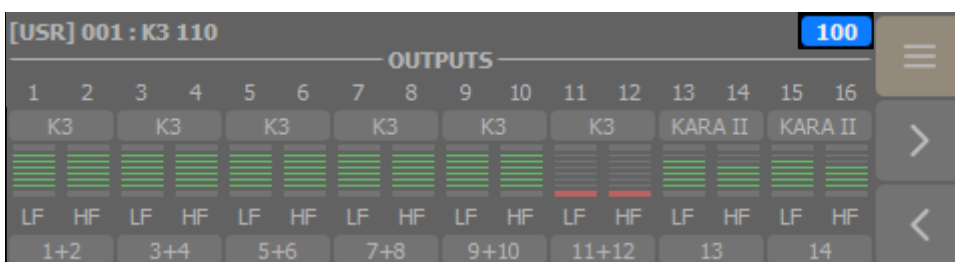 [USR] 001 : K3 110 100
OUTPUTS
1 2 3 4 5 6 7 8 9 10 11 12 13 14 15 16
K3 K3 K3 K3 K3 K3 KARA II KARA II
LF HF LF HF LF HF LF HF LF HF LF HF LF HF LF HF
1+2 3+4 5+6 7+8 9+10 11+12 13 14